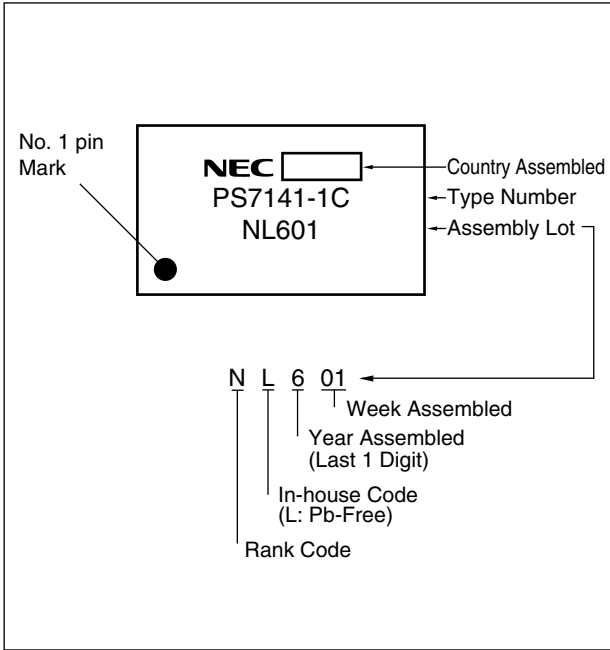 No. 1 pin
Mark
NEC
Country Assembled
PS7141-1C
Type Number
NL601
Assembly Lot
N L 6 01
Week Assembled
Year Assembled
(Last 1 Digit)
In-house Code
(L: Pb-Free)
Rank Code